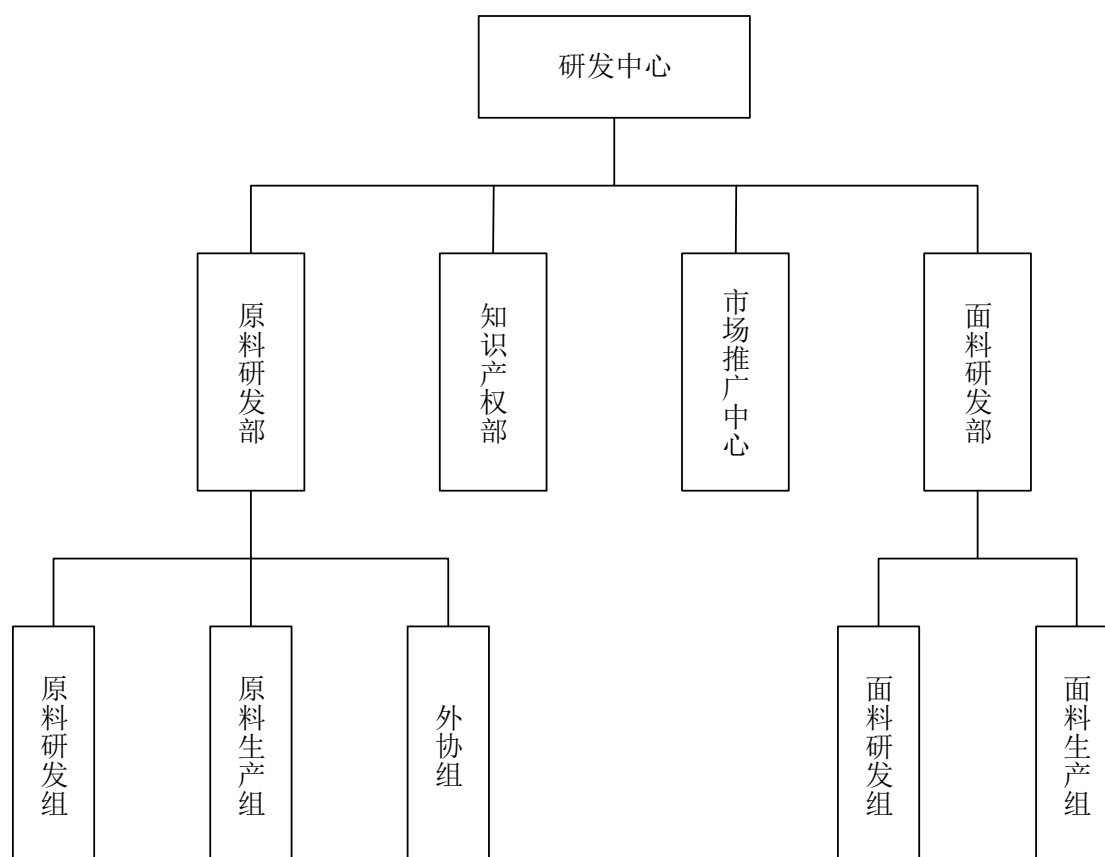 研发中心
原料研发部
知识产权部
市场推广中心
面料研发部
原料研发组
原料生产组
外协组
面料研发组
面料生产组